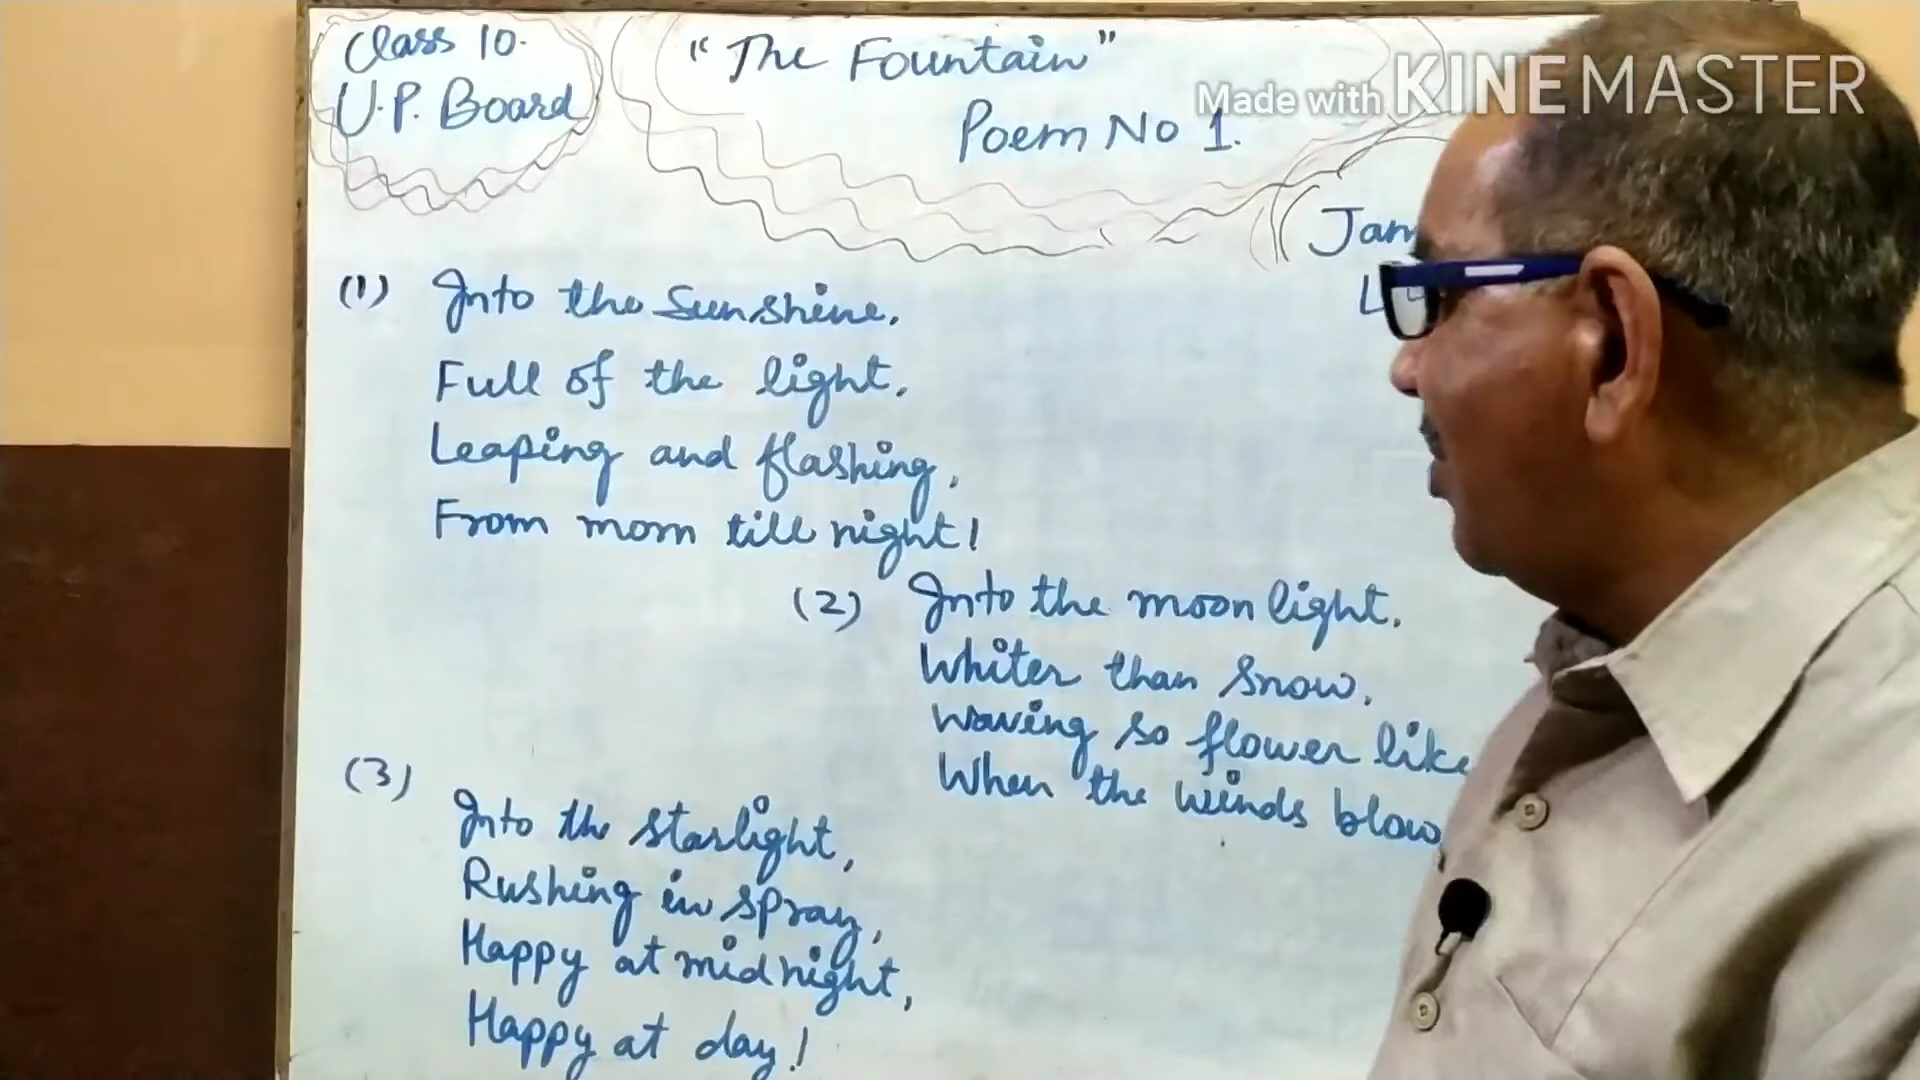 Class 10.
U.P. Board
"The Fountain"
Poem No 1.
Made with KINEMASTER
(1) Into the Sunshine,
Full of the light,
Leaping and flashing,
From morn till night!
(2) Into the moon light,
Whiter than snow,
Waving so flower like
When the winds blow,
(3)
Into the starlight,
Rushing in spray,
Happy at midnight,
Happy at day!